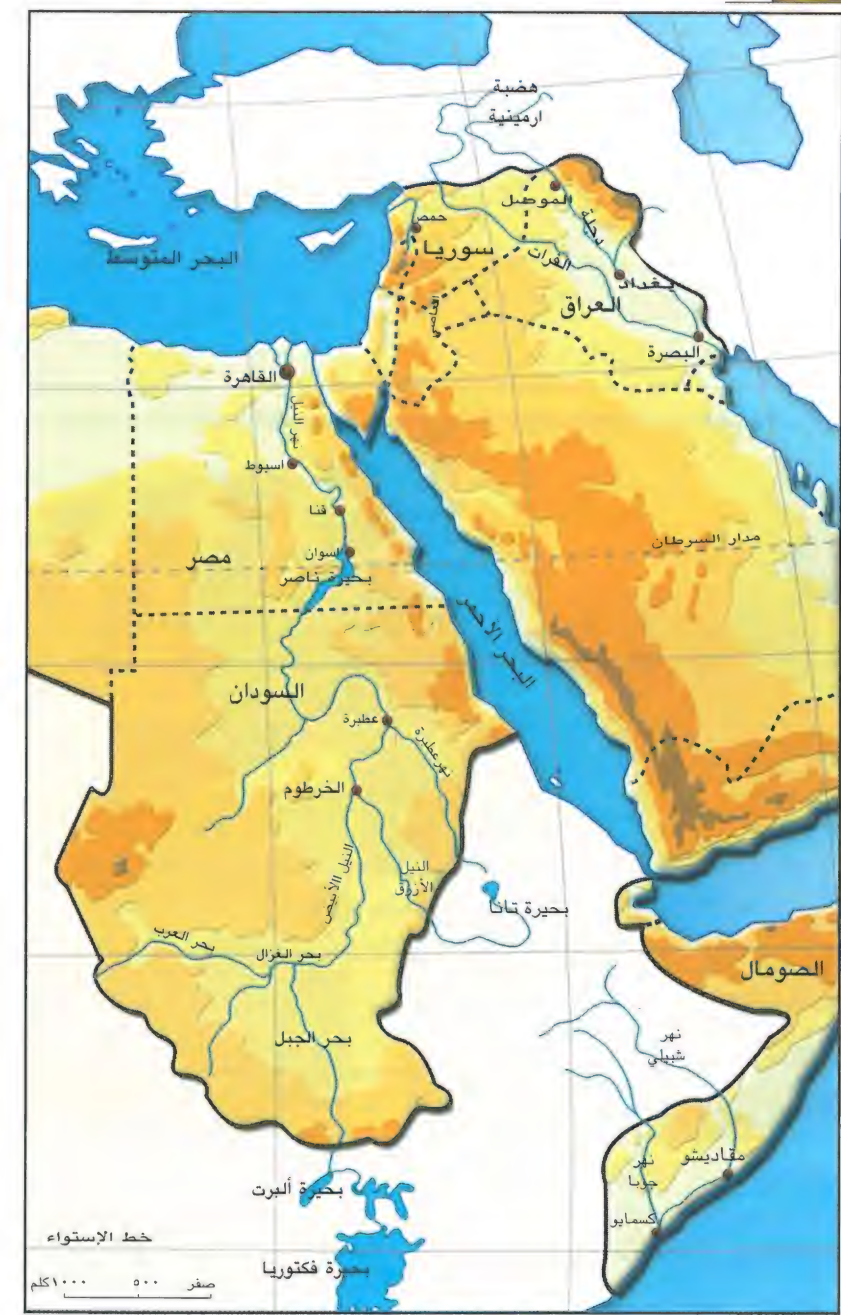 هضبة
ارمينية
الموصل
دجلة
حمص
سوريا
الفرات
البحر المتوسط
بغداد
العراق
العاصي
البصرة
القاهرة
نهر النيل
اسيوط
قنا
اسوان
مدار السرطان
مصر
بحيرة ناصر
البحر الأحمر
السودان
عطبرة
نهر عطبرة
الخرطوم
النيل الأبيض
النيل
الأزرق
بحيرة تانا
بحر العرب
بحر الغزال
الصومال
بحر الجبل
نهر
شبيلي
مقاديشو
نهر
جوبا
كسمايو
بحيرة ألبرت
خط الإستواء
بحيرة فكتوريا
صفر ٥٠٠ ١٠٠٠كلم